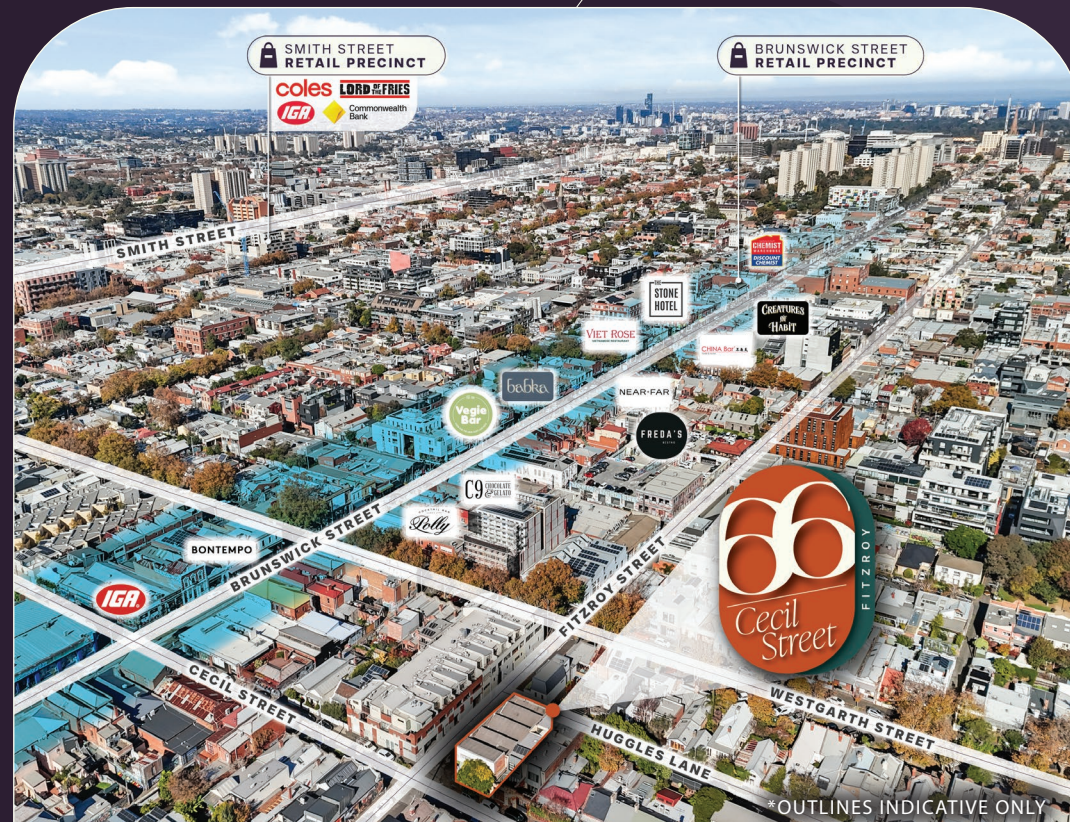 SMITH STREET
RETAIL PRECINCT
BRUNSWICK STREET
RETAIL PRECINCT
coles
LORD OF THE FRIES
IGA
Commonwealth
Bank
SMITH STREET
CHEMIST
WAREHOUSE
DISCOUNT
CHEMIST
THE
STONE
HOTEL
CREATURES
OF
HABIT
VIET ROSE
CHINA Bar
babka
NEAR·FAR
Vegie
Bar
FREDA'S
C9 CHOCOLATE
& GELATO
Polly
BONTEMPO
BRUNSWICK STREET
IGA
FITZROY STREET
66
Cecil
Street
FITZROY
CECIL STREET
WESTGARTH STREET
HUGGLES LANE
*OUTLINES INDICATIVE ONLY